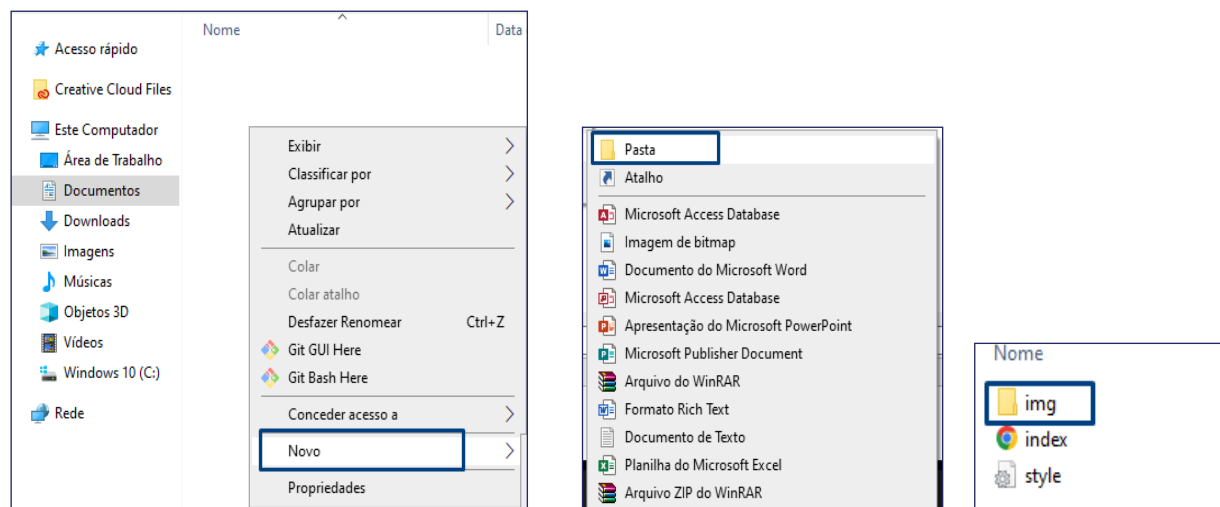 Nome
Data
Acesso rápido
Creative Cloud Files
Este Computador
Área de Trabalho
Documentos
Downloads
Imagens
Músicas
Objetos 3D
Vídeos
Windows 10 (C:)
Rede
Exibir
Classificar por
Agrupar por
Atualizar
Colar
Colar atalho
Desfazer Renomear Ctrl+Z
Git GUI Here
Git Bash Here
Conceder acesso a
Novo
Propriedades
Pasta
Atalho
Microsoft Access Database
Imagem de bitmap
Documento do Microsoft Word
Microsoft Access Database
Apresentação do Microsoft PowerPoint
Microsoft Publisher Document
Arquivo do WinRAR
Formato Rich Text
Documento de Texto
Planilha do Microsoft Excel
Arquivo ZIP do WinRAR
Nome
img
index
style